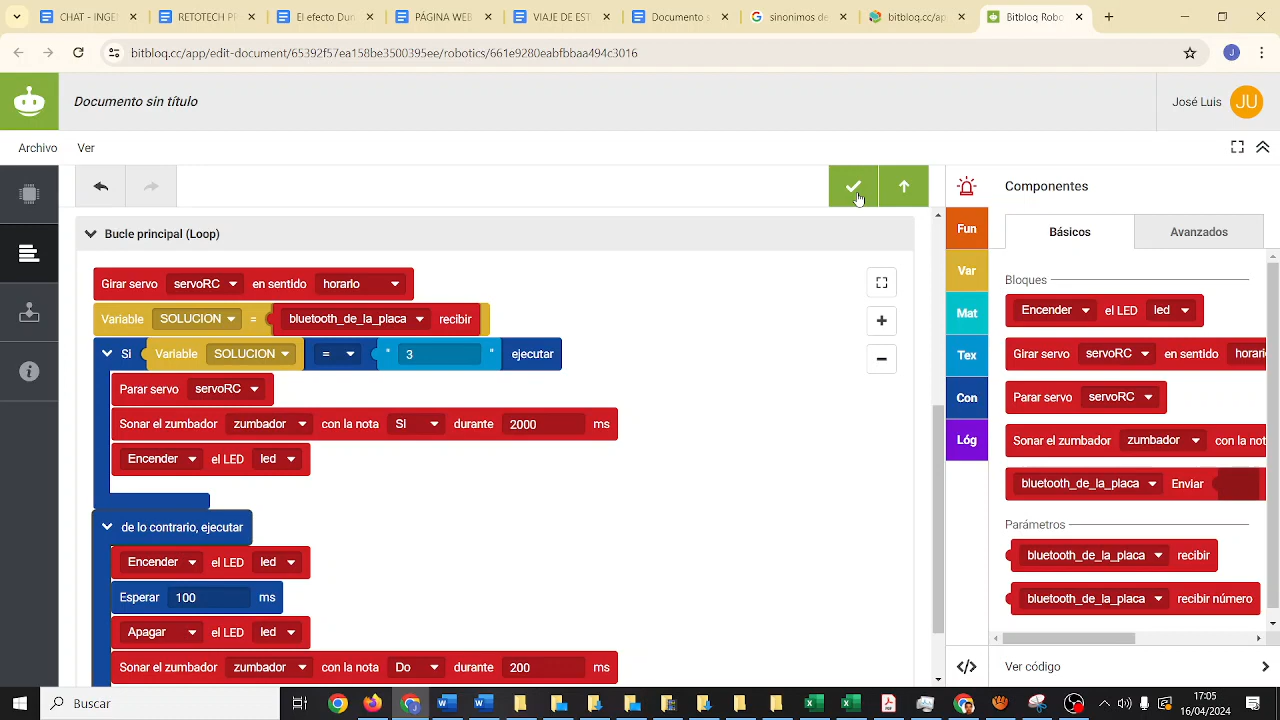 CHAT - INGE
RETOTECH P
El efecto Dun
PÁGINA WEB
VIAJE DE EST
Documento s
sinonimos de
bitbloq.cc/ap
Bitbloq Robo
bitbloq.cc/app/edit-document/65392f57ea158be3500395ee/robotics/661e9280eabfbbaa494c3016
J
Documento sin título
José Luis
JU
Archivo
Ver
Bucle principal (Loop)
Girar servo servoRC en sentido horario
Variable SOLUCION = bluetooth_de_la_placa recibir
Si Variable SOLUCION = " 3 " ejecutar
Parar servo servoRC
Sonar el zumbador zumbador con la nota Si durante 2000 ms
Encender el LED led
de lo contrario, ejecutar
Encender el LED led
Esperar 100 ms
Apagar el LED led
Sonar el zumbador zumbador con la nota Do durante 200 ms
Fun
Var
Mat
Tex
Con
Lóg
Componentes
Básicos
Avanzados
Bloques
Encender el LED led
Girar servo servoRC en sentido horari
Parar servo servoRC
Sonar el zumbador zumbador con la not
bluetooth_de_la_placa Enviar
Parámetros
bluetooth_de_la_placa recibir
bluetooth_de_la_placa recibir número
</> Ver código
Buscar
17:05
16/04/2024